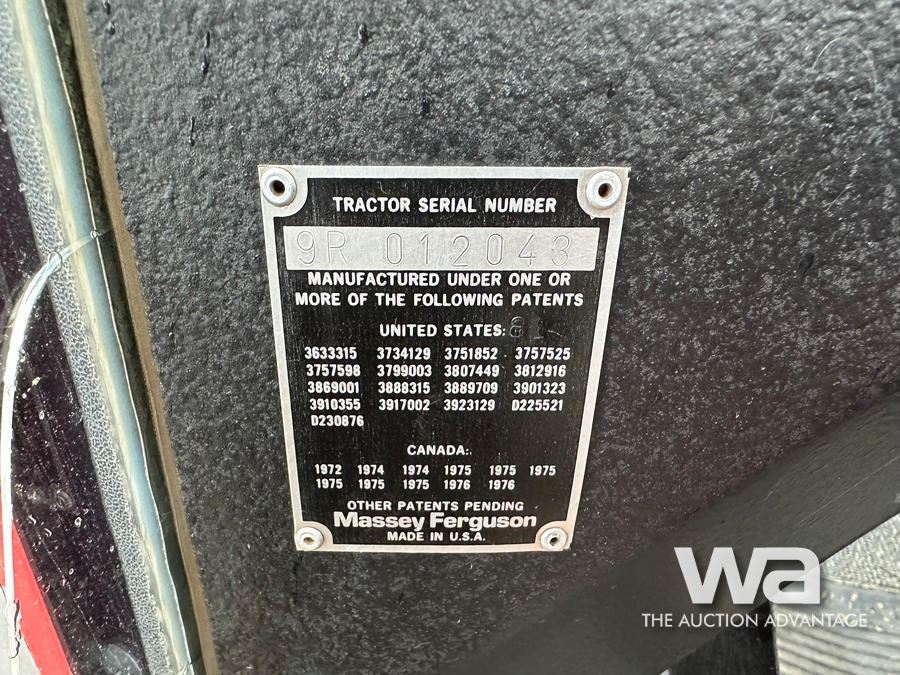 TRACTOR SERIAL NUMBER
9R 012043
MANUFACTURED UNDER ONE OR
MORE OF THE FOLLOWING PATENTS
UNITED STATES:
3633315 3734129 3751852 3757525
3757598 3799003 3807449 3812916
3869001 3888315 3889709 3901323
3910355 3917002 3923129 D225521
D230876
CANADA:
1972 1974 1974 1975 1975 1975
1975 1975 1975 1976 1976
OTHER PATENTS PENDING
Massey Ferguson
MADE IN U.S.A.
wa
THE AUCTION ADVANTAGE